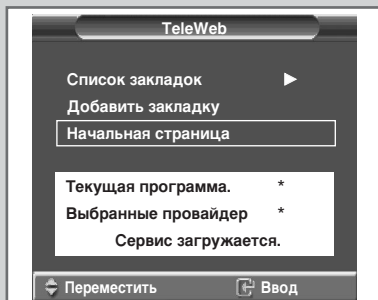 TeleWeb
Список закладок
Добавить закладку
Начальная страница
Текущая программа. *
Выбранные провайдер *
Сервис загружается.
Переместить Ввод